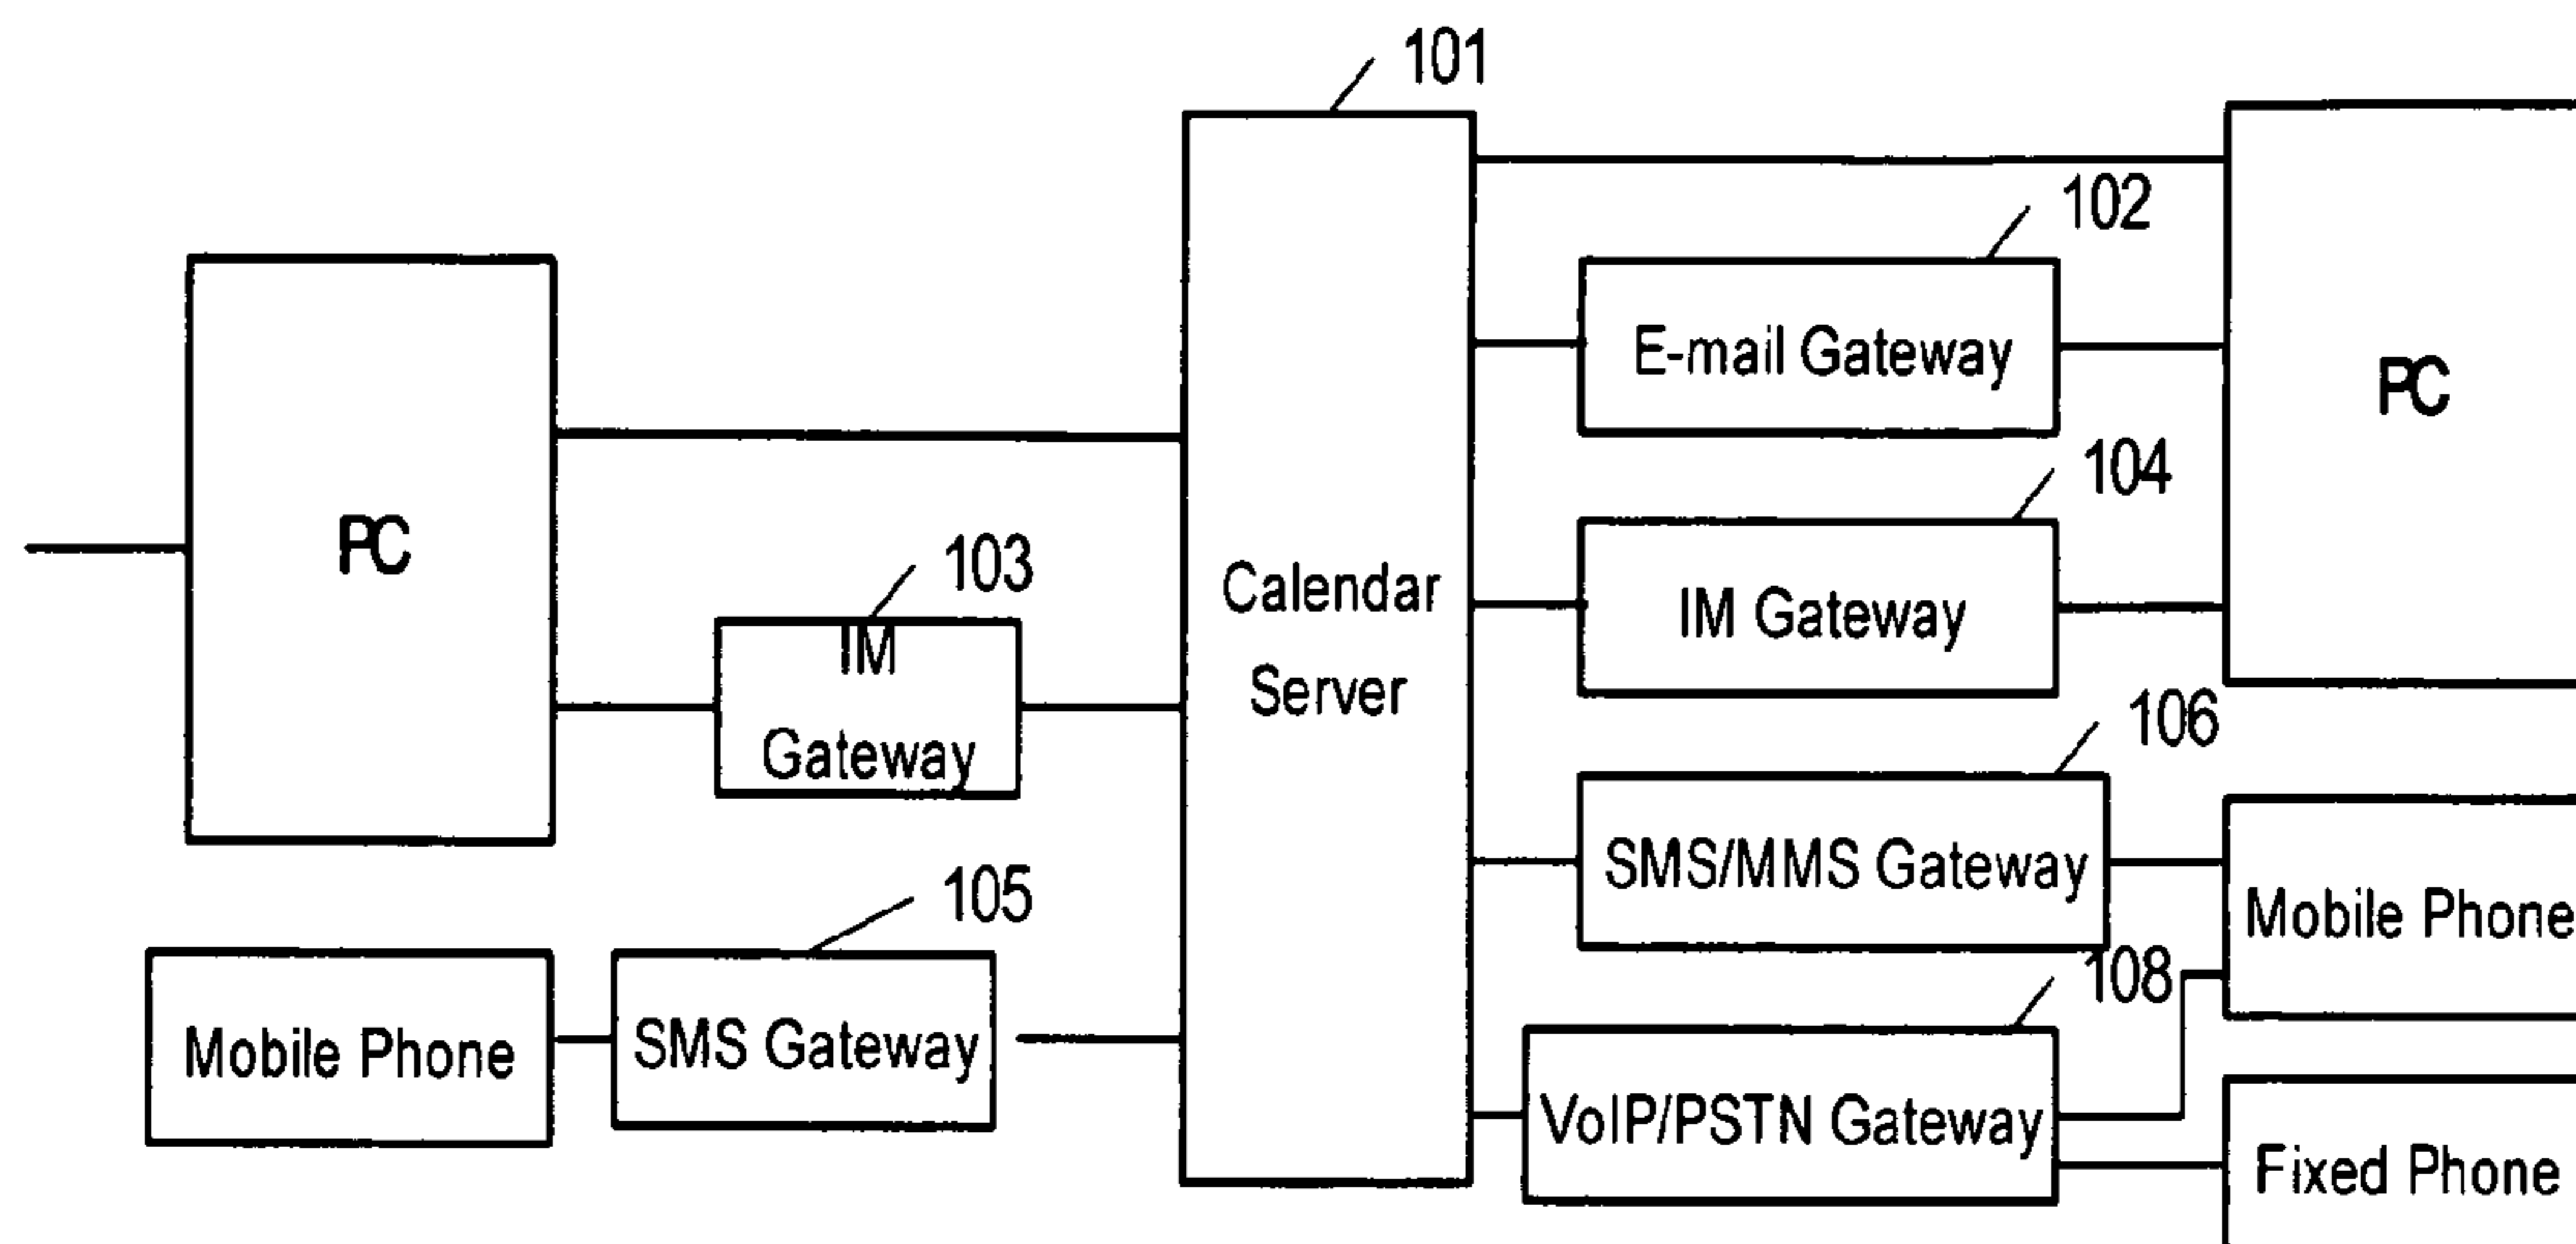 101
102
E-mail Gateway
PC
104
PC
103
IM
Gateway
Calendar
Server
IM Gateway
106
SMS/MMS Gateway
Mobile Phone
105
Mobile Phone
SMS Gateway
108
VoIP/PSTN Gateway
Fixed Phone